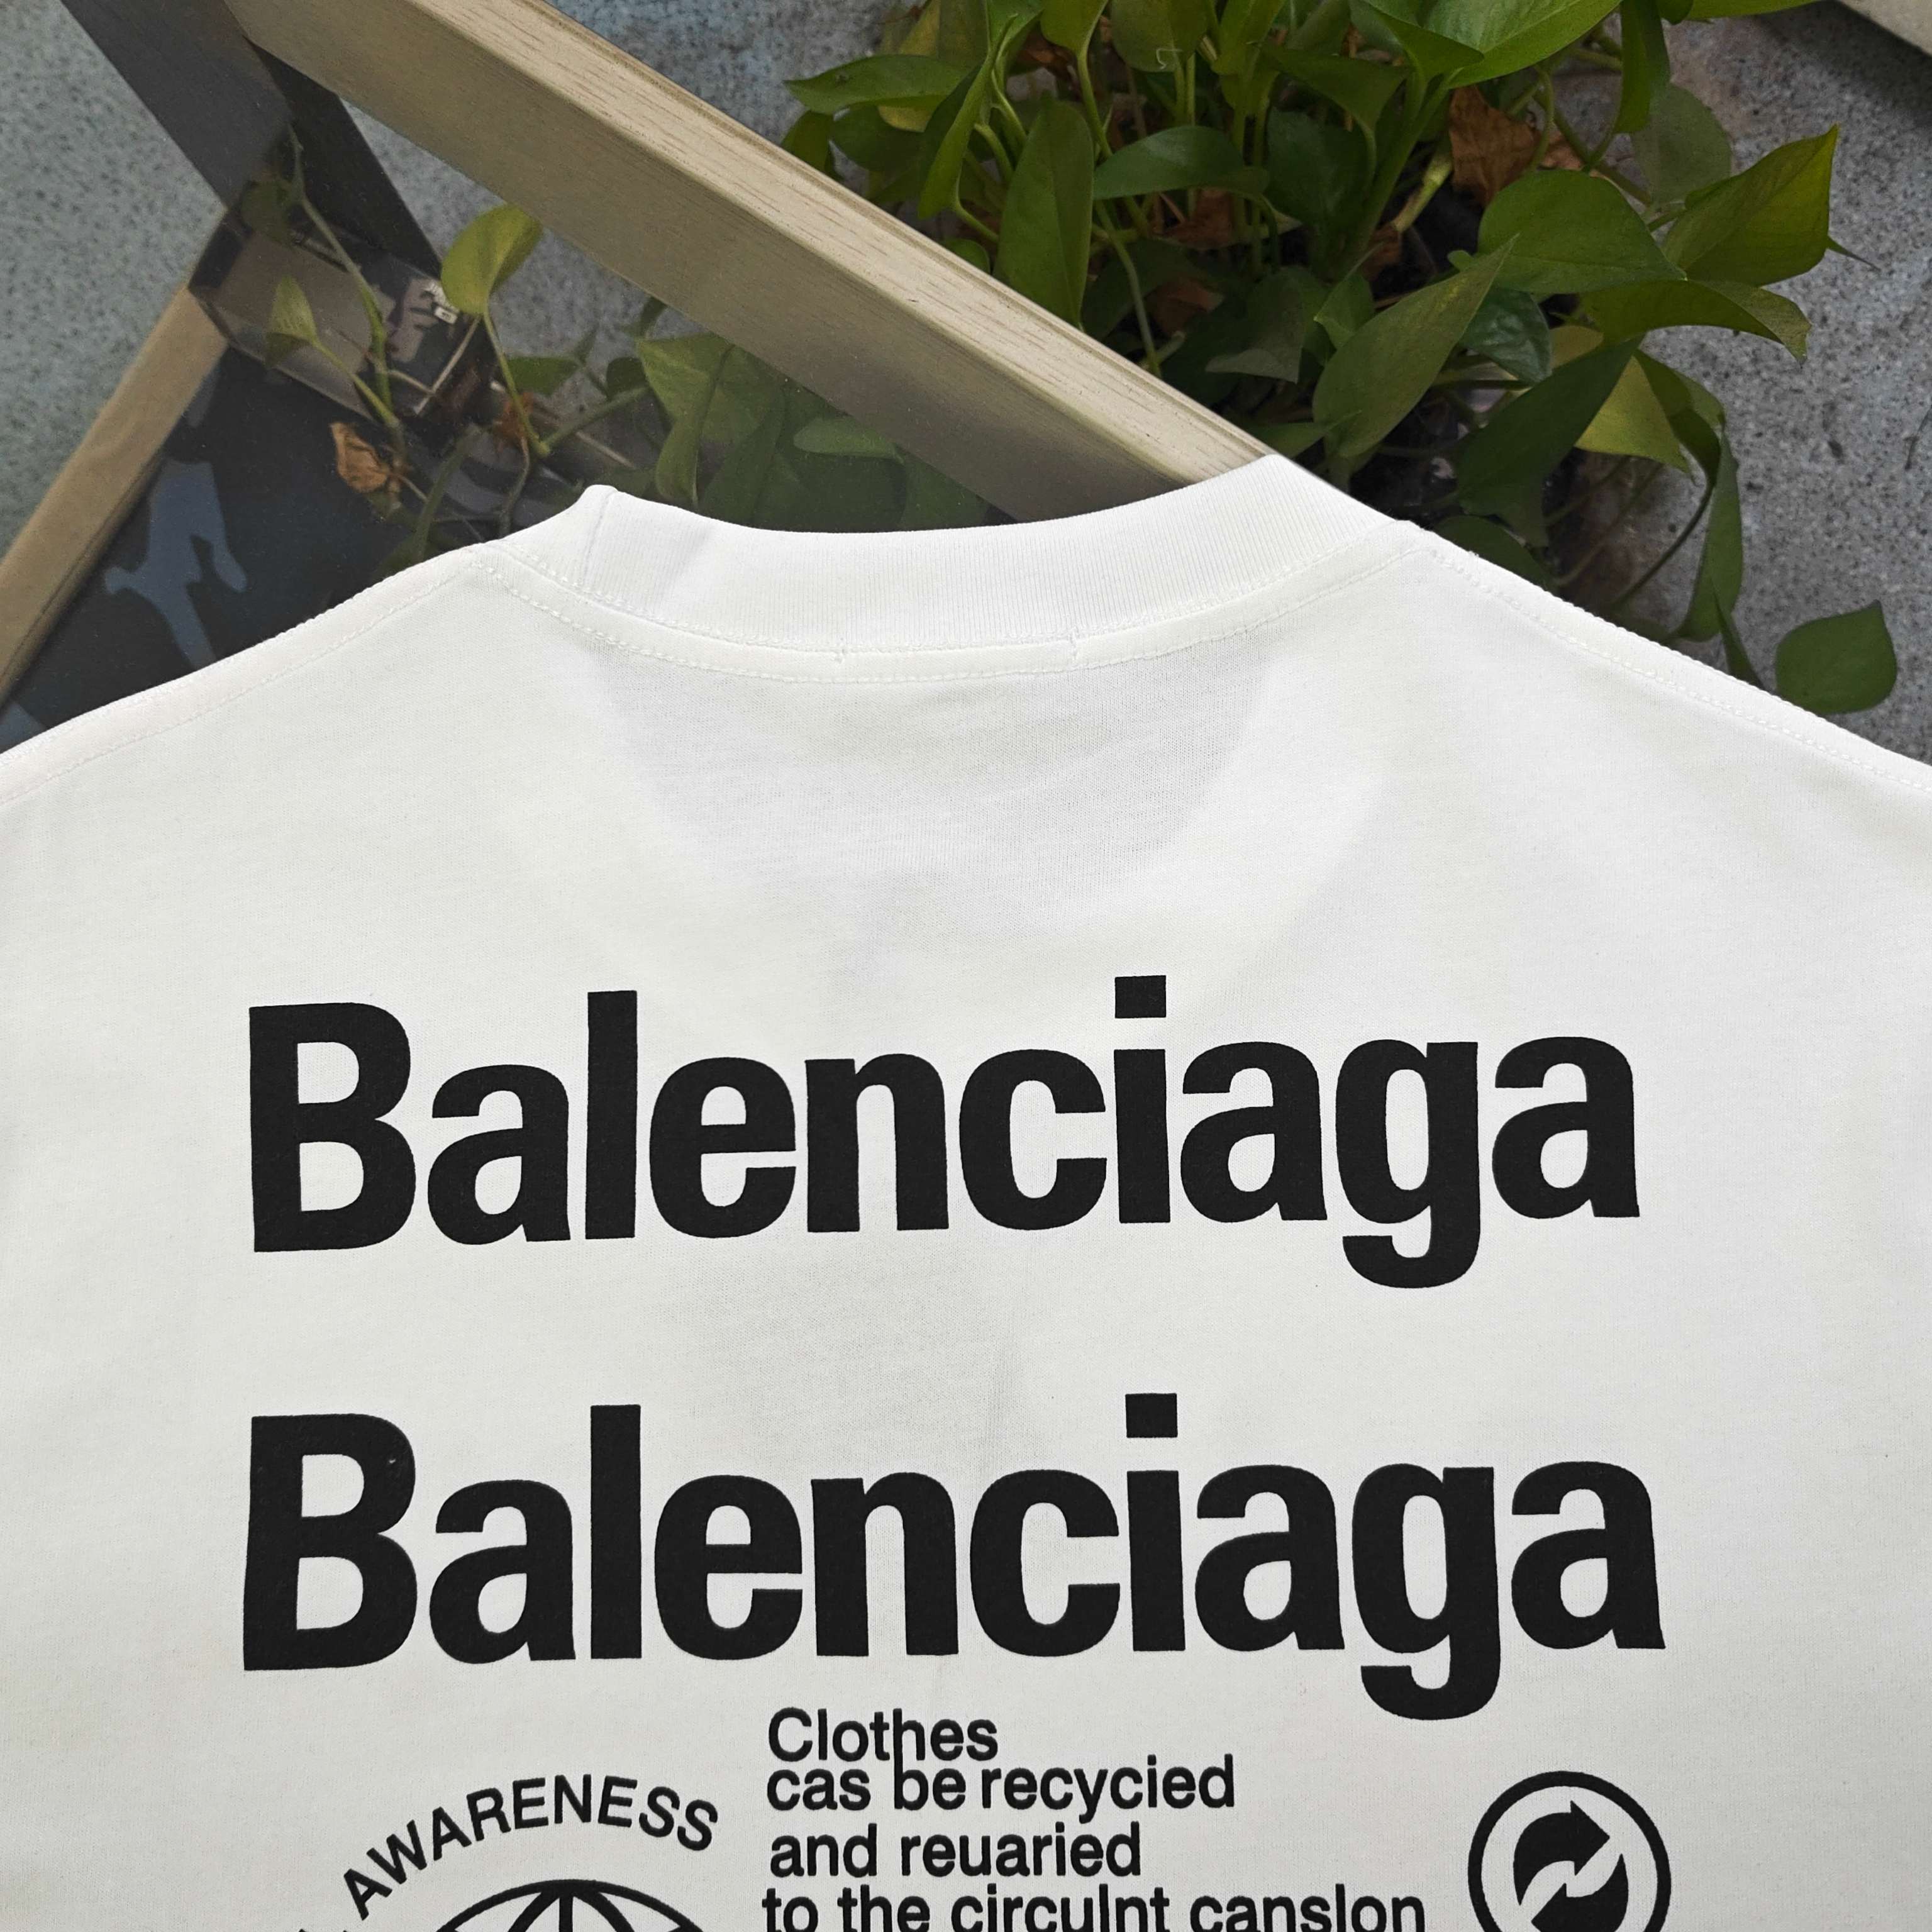 Balenciaga
Balenciaga
AWARENESS
Clothes
cas be recycied
and reuaried
to the circulnt canslon